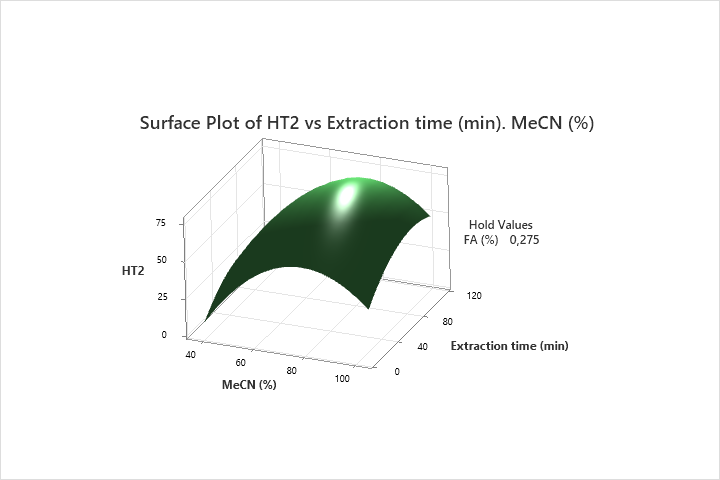 Surface Plot of HT2 vs Extraction time (min). MeCN (%)
Hold Values
FA (%) 0,275
75
50
25
0
HT2
40
60
80
100
MeCN (%)
0
40
80
120
Extraction time (min)